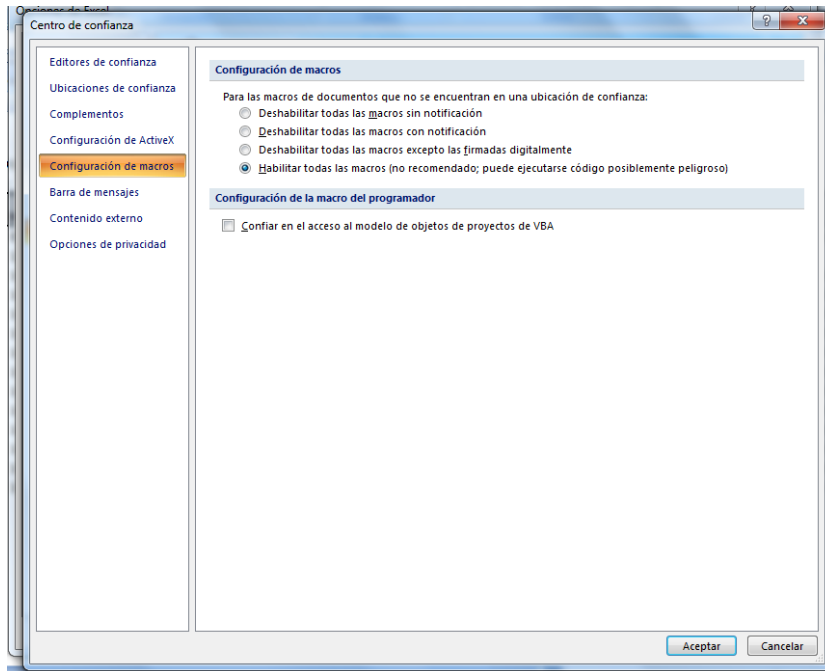 Opciones de Excel
Centro de confianza
Editores de confianza
Ubicaciones de confianza
Complementos
Configuración de ActiveX
Configuración de macros
Barra de mensajes
Contenido externo
Opciones de privacidad
Configuración de macros
Para las macros de documentos que no se encuentran en una ubicación de confianza:
Deshabilitar todas las macros sin notificación
Deshabilitar todas las macros con notificación
Deshabilitar todas las macros excepto las firmadas digitalmente
Habilitar todas las macros (no recomendado; puede ejecutarse código posiblemente peligroso)
Configuración de la macro del programador
Confiar en el acceso al modelo de objetos de proyectos de VBA
Aceptar
Cancelar